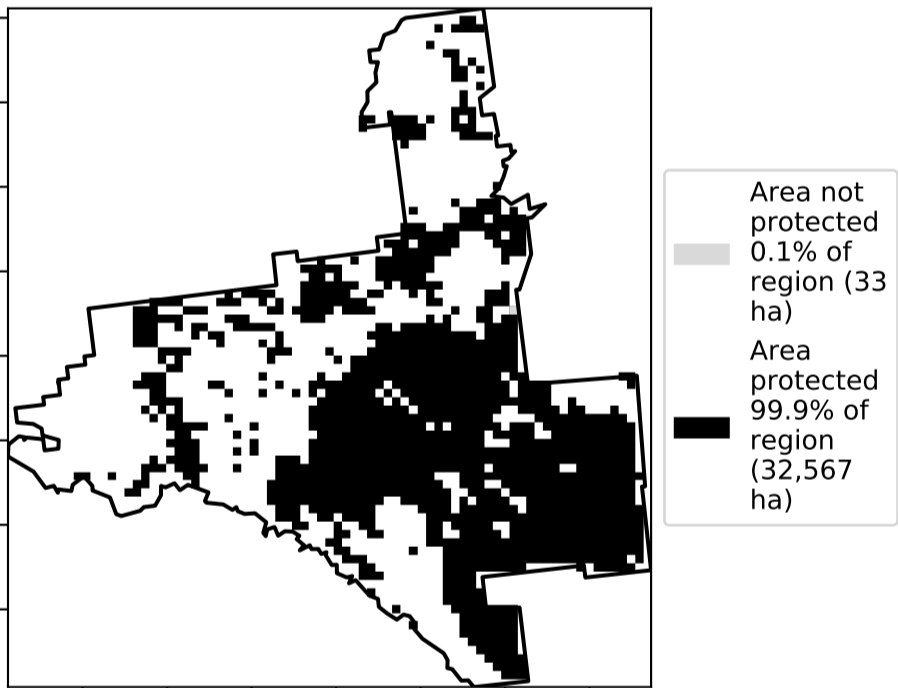 Area not
protected
0.1% of
region (33
ha)
Area
protected
99.9% of
region
(32,567
ha)